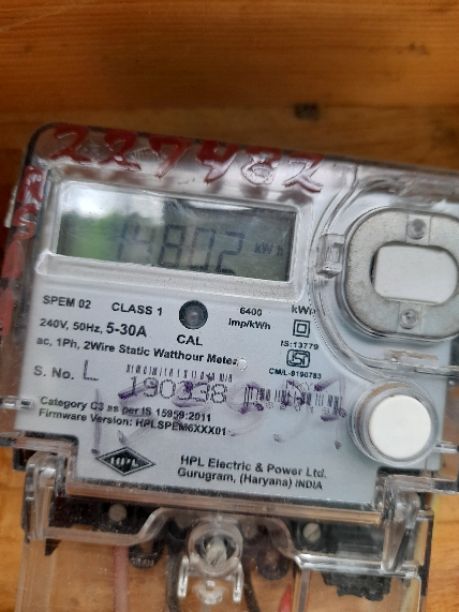 227482
14802 kWh
SPEM 02 CLASS 1 6400 imp/kWh kWh
240V, 50Hz, 5-30A CAL
IS:13779
ac, 1Ph, 2Wire Static Watthour Meter
CM/L-8190783
S. No. L 190338
Category C3 as per IS 15959:2011
Firmware Version: HPLSPEM6XXX01
HPL
HPL Electric & Power Ltd.
Gurugram, (Haryana) INDIA